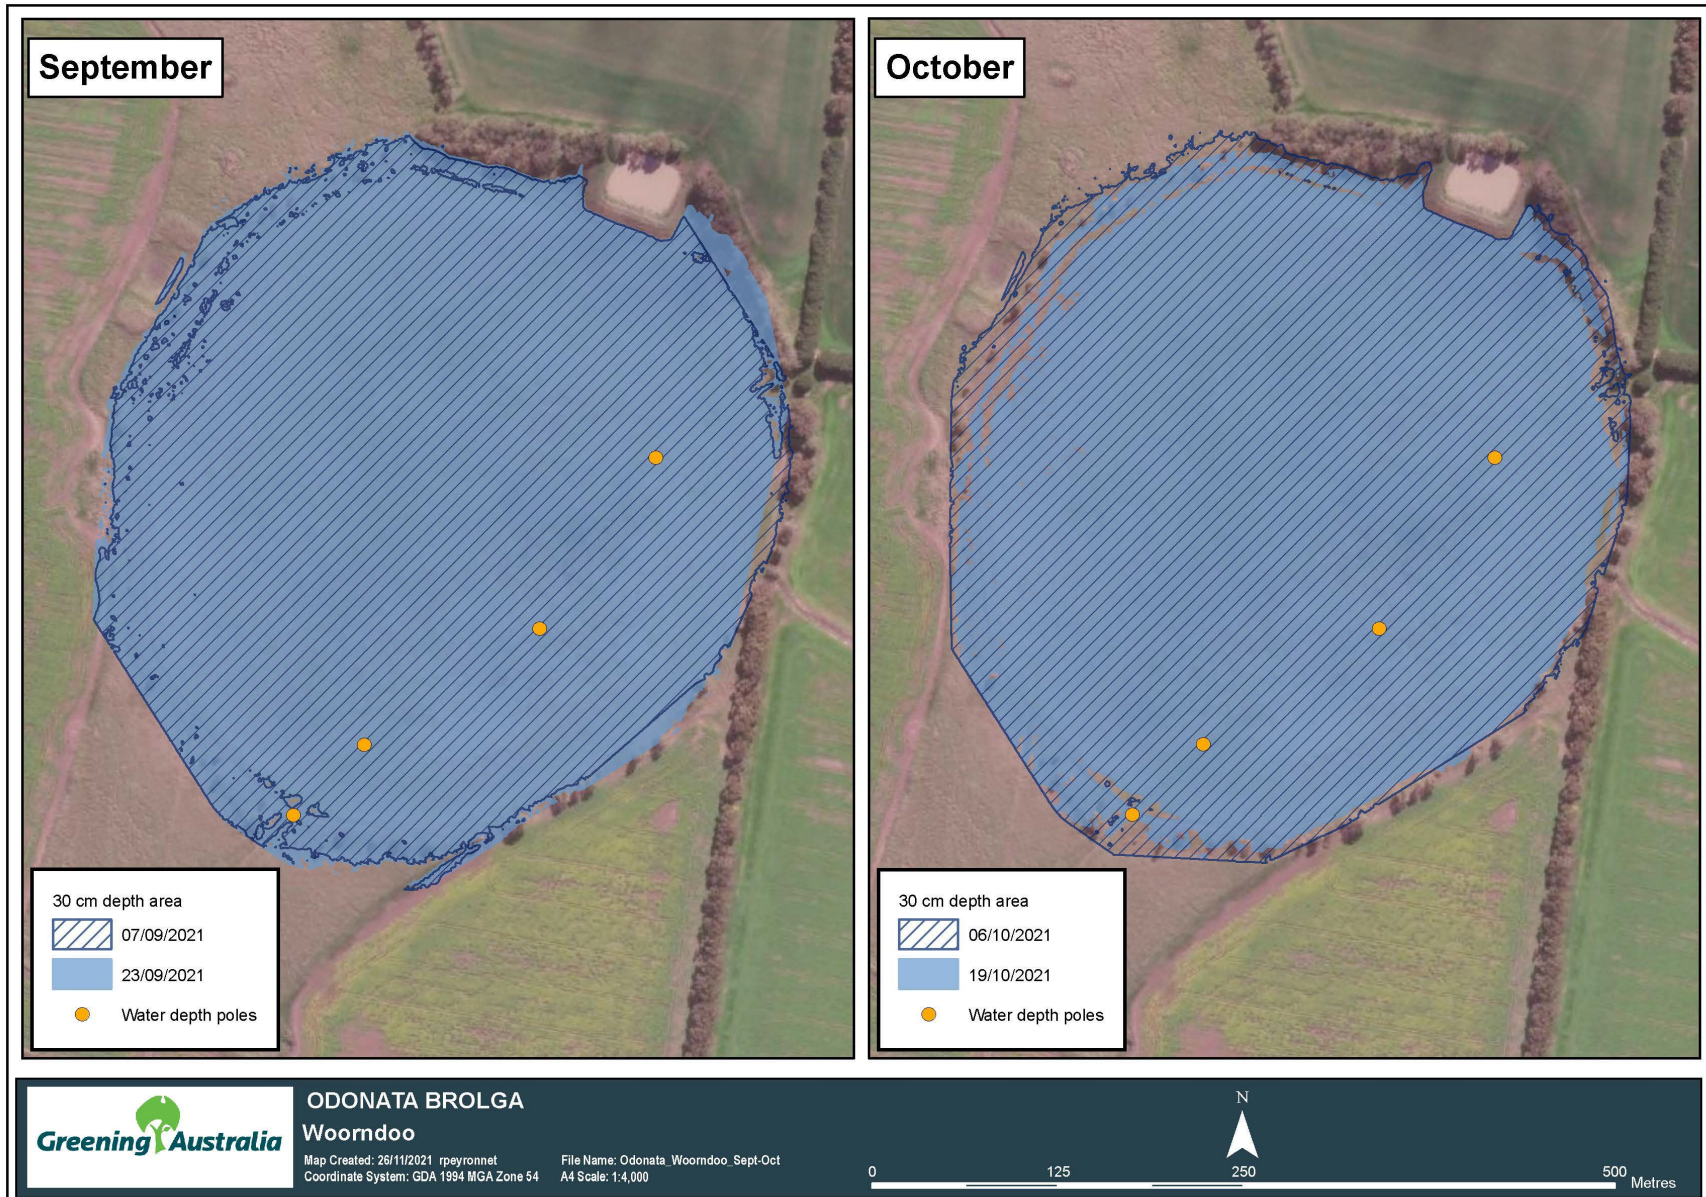 September
30 cm depth area
07/09/2021
23/09/2021
Water depth poles
October
30 cm depth area
06/10/2021
19/10/2021
Water depth poles
Greening Australia
ODONATA BROLGA
Woorndoo
Map Created: 26/11/2021 rpeyronnet
Coordinate System: GDA 1994 MGA Zone 54
File Name: Odonata_Woorndoo_Sept-Oct
A4 Scale: 1:4,000
N
0 125 250 500
Metres